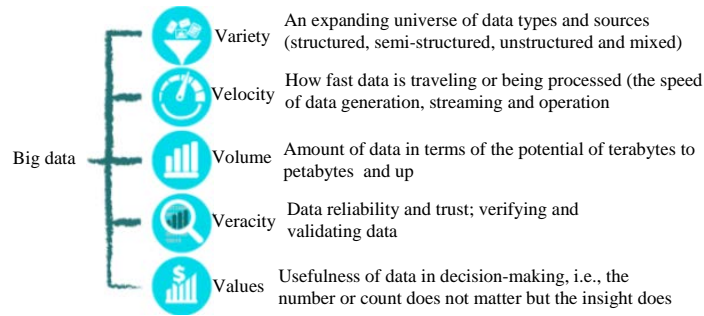 Variety
An expanding universe of data types and sources
(structured, semi-structured, unstructured and mixed)
Velocity
How fast data is traveling or being processed (the speed
of data generation, streaming and operation
Big data
Volume
Amount of data in terms of the potential of terabytes to
petabytes and up
Veracity
Data reliability and trust; verifying and
validating data
$
Values
Usefulness of data in decision-making, i.e., the
number or count does not matter but the insight does